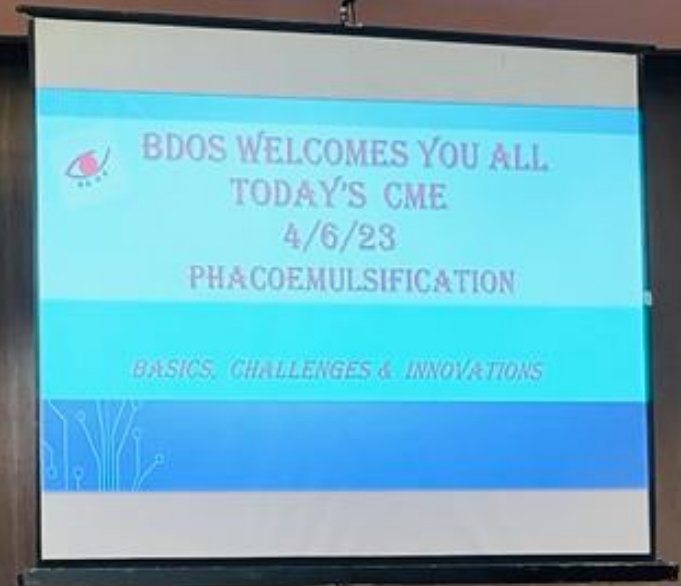 BDOS WELCOMES YOU ALL
TODAY'S CME
4/6/23
PHACOEMULSIFICATION
BASICS, CHALLENGES & INNOVATIONS